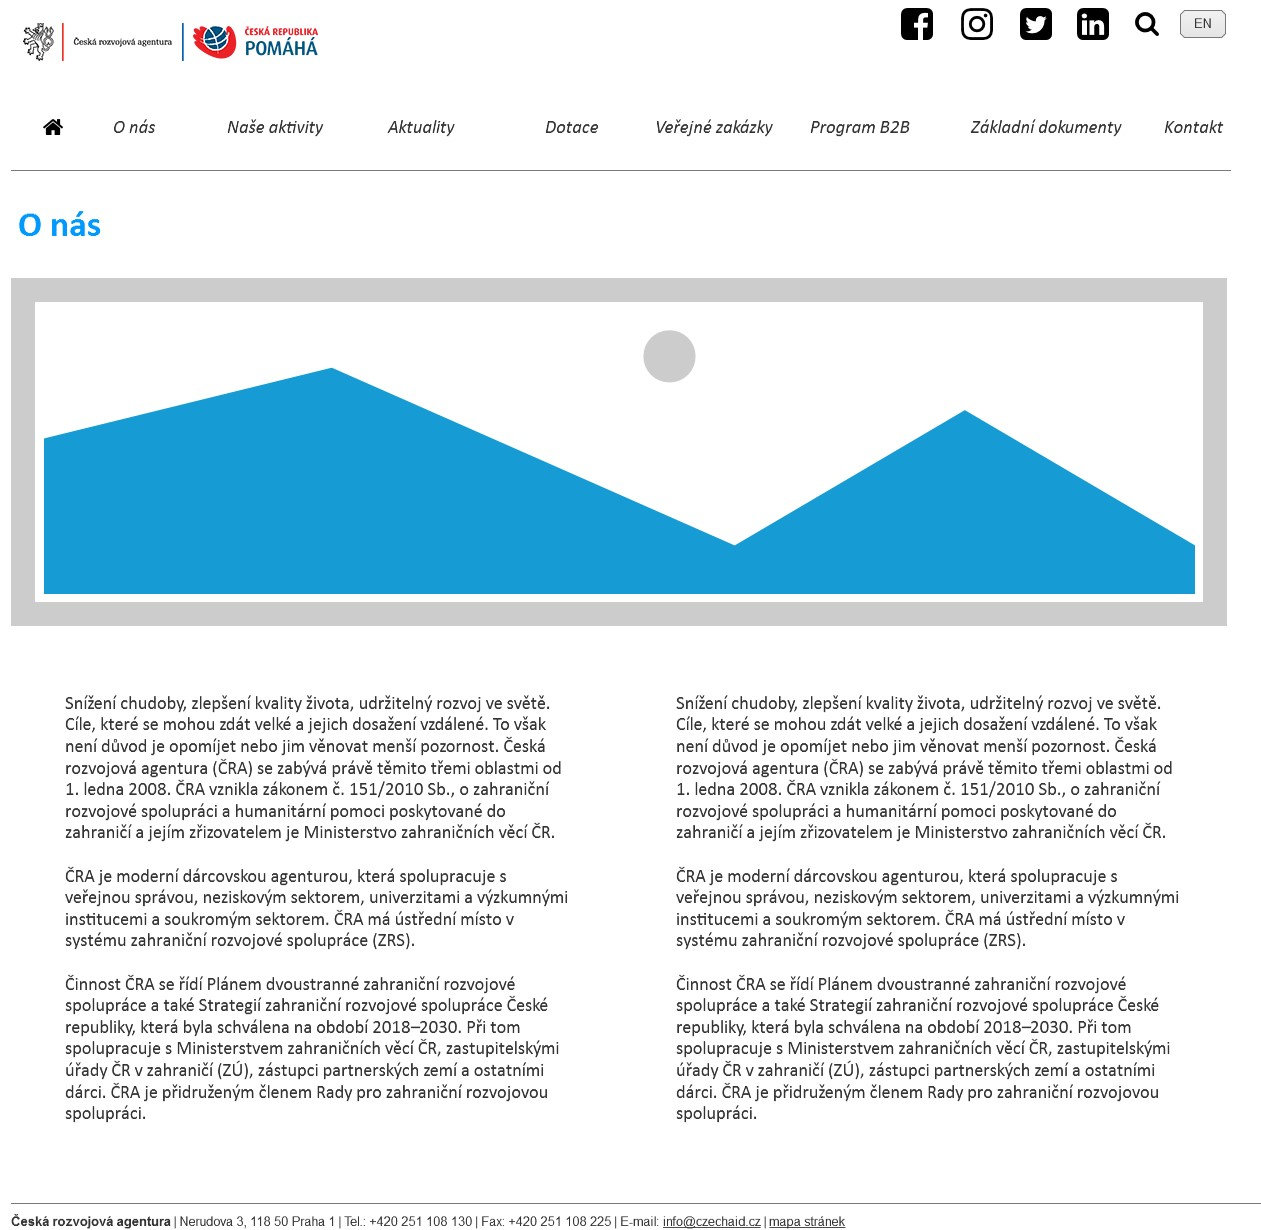 Česká rozvojová agentura
ČESKÁ REPUBLIKA
POMÁHÁ
EN
O nás
Naše aktivity
Aktuality
Dotace
Veřejné zakázky
Program B2B
Základní dokumenty
Kontakt
O nás
Snížení chudoby, zlepšení kvality života, udržitelný rozvoj ve světě.
Cíle, které se mohou zdát velké a jejich dosažení vzdálené. To však
není důvod je opomíjet nebo jim věnovat menší pozornost. Česká
rozvojová agentura (ČRA) se zabývá právě těmito třemi oblastmi od
1. ledna 2008. ČRA vznikla zákonem č. 151/2010 Sb., o zahraniční
rozvojové spolupráci a humanitární pomoci poskytované do
zahraničí a jejím zřizovatelem je Ministerstvo zahraničních věcí ČR.
ČRA je moderní dárcovskou agenturou, která spolupracuje s
veřejnou správou, neziskovým sektorem, univerzitami a výzkumnými
institucemi a soukromým sektorem. ČRA má ústřední místo v
systému zahraniční rozvojové spolupráce (ZRS).
Činnost ČRA se řídí Plánem dvoustranné zahraniční rozvojové
spolupráce a také Strategií zahraniční rozvojové spolupráce České
republiky, která byla schválena na období 2018–2030. Při tom
spolupracuje s Ministerstvem zahraničních věcí ČR, zastupitelskými
úřady ČR v zahraničí (ZÚ), zástupci partnerských zemí a ostatními
dárci. ČRA je přidruženým členem Rady pro zahraniční rozvojovou
spolupráci.
Snížení chudoby, zlepšení kvality života, udržitelný rozvoj ve světě.
Cíle, které se mohou zdát velké a jejich dosažení vzdálené. To však
není důvod je opomíjet nebo jim věnovat menší pozornost. Česká
rozvojová agentura (ČRA) se zabývá právě těmito třemi oblastmi od
1. ledna 2008. ČRA vznikla zákonem č. 151/2010 Sb., o zahraniční
rozvojové spolupráci a humanitární pomoci poskytované do
zahraničí a jejím zřizovatelem je Ministerstvo zahraničních věcí ČR.
ČRA je moderní dárcovskou agenturou, která spolupracuje s
veřejnou správou, neziskovým sektorem, univerzitami a výzkumnými
institucemi a soukromým sektorem. ČRA má ústřední místo v
systému zahraniční rozvojové spolupráce (ZRS).
Činnost ČRA se řídí Plánem dvoustranné zahraniční rozvojové
spolupráce a také Strategií zahraniční rozvojové spolupráce České
republiky, která byla schválena na období 2018–2030. Při tom
spolupracuje s Ministerstvem zahraničních věcí ČR, zastupitelskými
úřady ČR v zahraničí (ZÚ), zástupci partnerských zemí a ostatními
dárci. ČRA je přidruženým členem Rady pro zahraniční rozvojovou
spolupráci.
Česká rozvojová agentura | Nerudova 3, 118 50 Praha 1 | Tel.: +420 251 108 130 | Fax: +420 251 108 225 | E-mail: info@czechaid.cz | mapa stránek